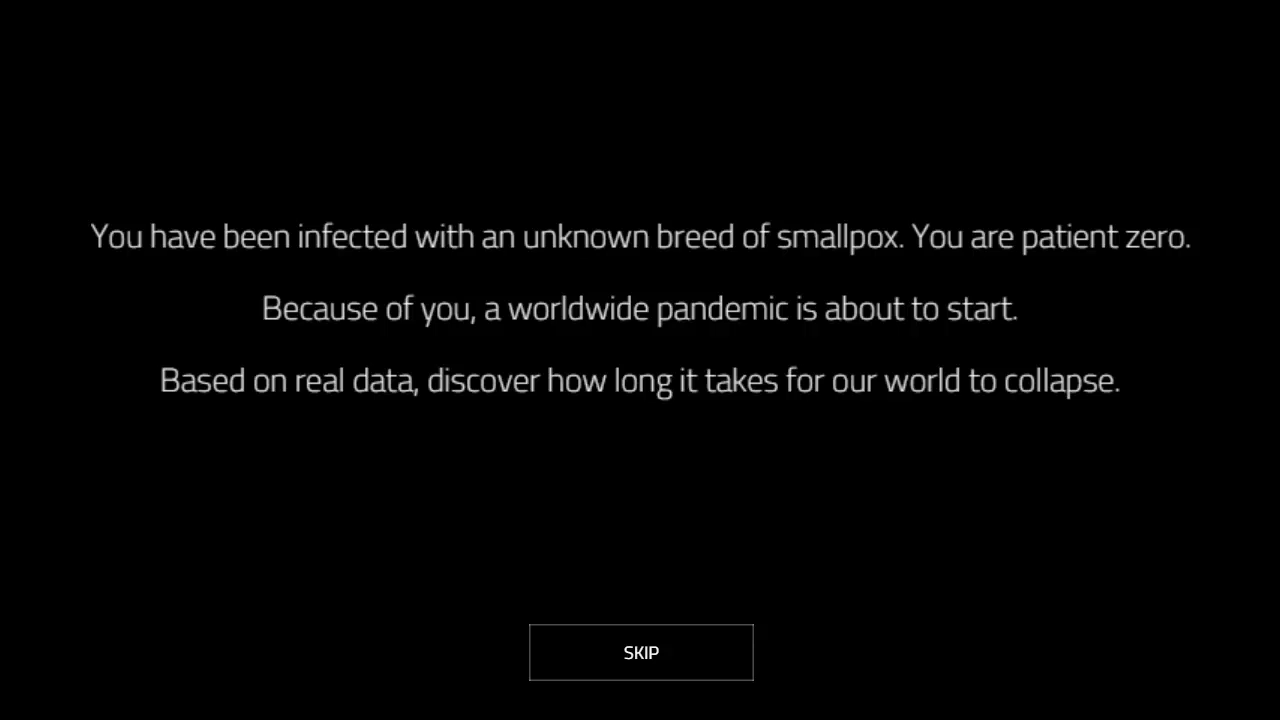 You have been infected with an unknown breed of smallpox. You are patient zero.
Because of you, a worldwide pandemic is about to start.
Based on real data, discover how long it takes for our world to collapse.
SKIP